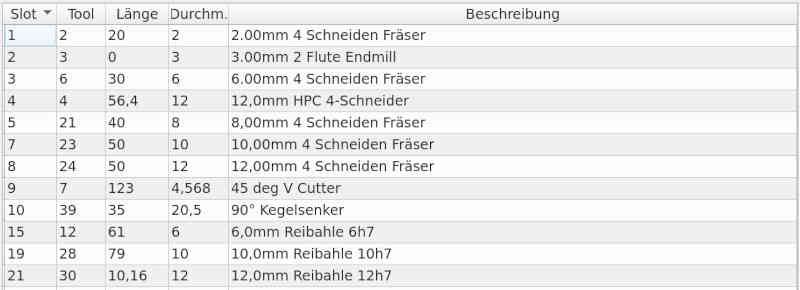 Slot Tool Länge Durchm. Beschreibung
1 2 20 2 2.00mm 4 Schneiden Fräser
2 3 0 3 3.00mm 2 Flute Endmill
3 6 30 6 6.00mm 4 Schneiden Fräser
4 4 56,4 12 12,0mm HPC 4-Schneider
5 21 40 8 8,00mm 4 Schneiden Fräser
7 23 50 10 10,00mm 4 Schneiden Fräser
8 24 50 12 12,00mm 4 Schneiden Fräser
9 7 123 4,568 45 deg V Cutter
10 39 35 20,5 90° Kegelsenker
15 12 61 6 6,0mm Reibahle 6h7
19 28 79 10 10,0mm Reibahle 10h7
21 30 10,16 12 12,0mm Reibahle 12h7